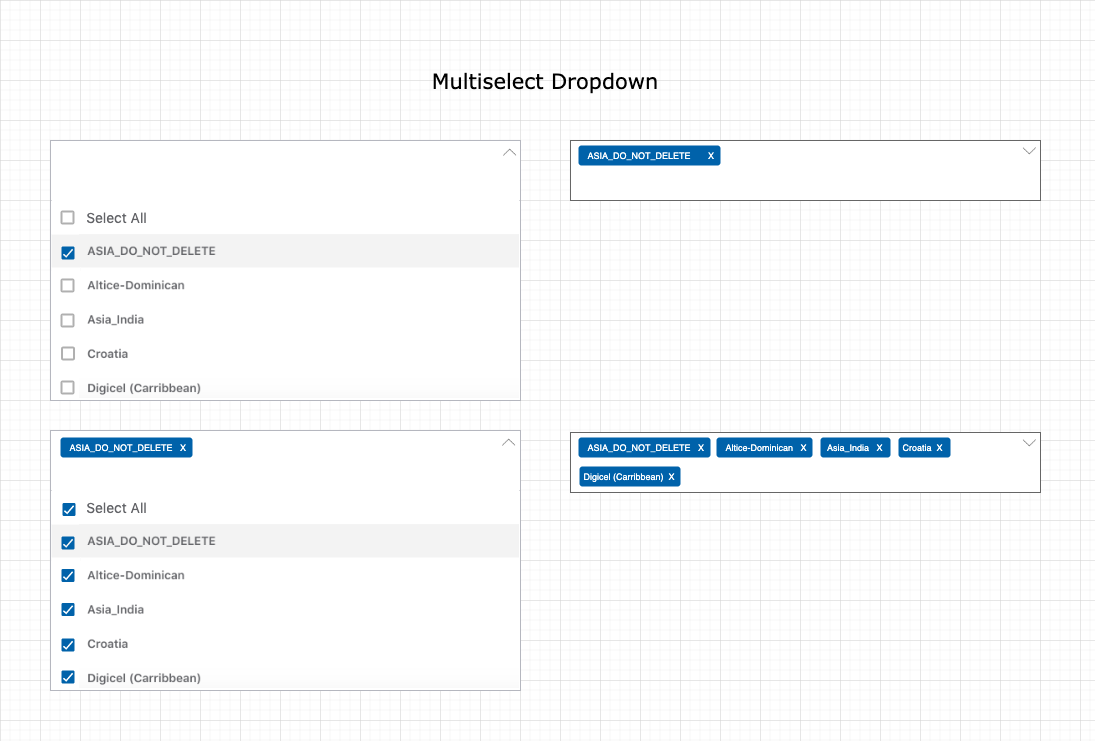 Multiselect Dropdown
Select All
ASIA_DO_NOT_DELETE
Altice-Dominican
Asia_India
Croatia
Digicel (Carribbean)
ASIA_DO_NOT_DELETE X
ASIA_DO_NOT_DELETE X
Select All
ASIA_DO_NOT_DELETE
Altice-Dominican
Asia_India
Croatia
Digicel (Carribbean)
ASIA_DO_NOT_DELETE X Altice-Dominican X Asia_India X Croatia X
Digicel (Carribbean) X